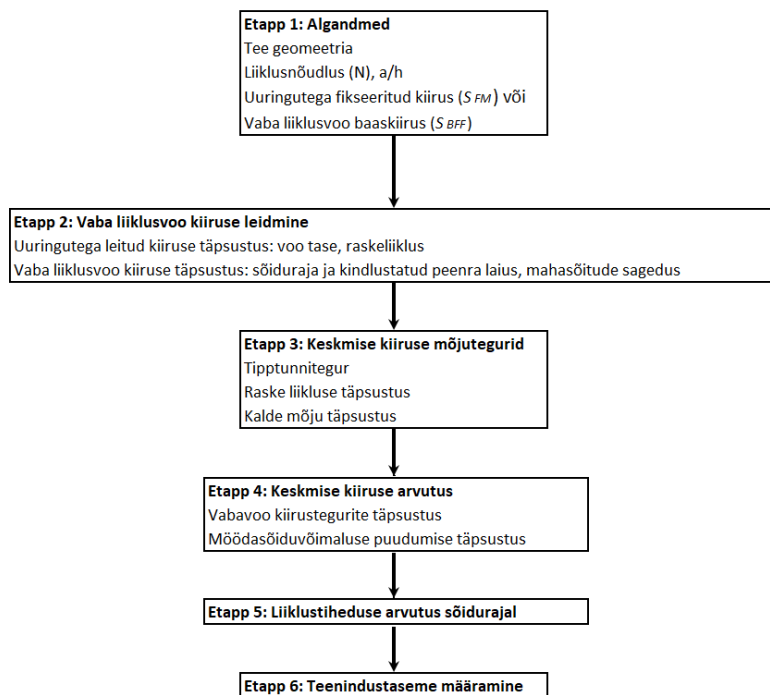 Etapp 1: Algandmed
Tee geomeetria
Liiklusnõudlus (N), a/h
Uuringutega fikseeritud kiirus (S FM) või
Vaba liiklusvoo baaskiirus (S BFF)
Etapp 2: Vaba liiklusvoo kiiruse leidmine
Uuringutega leitud kiiruse täpsustus: voo tase, raskeliiklus
Vaba liiklusvoo kiiruse täpsustus: sõiduraja ja kindlustatud peenra laius, mahasõitude sagedus
Etapp 3: Keskmise kiiruse mõjutegurid
Tipptunnitegur
Raske liikluse täpsustus
Kalde mõju täpsustus
Etapp 4: Keskmise kiiruse arvutus
Vabavoo kiirustegurite täpsustus
Möödasõiduvõimaluse puudumise täpsustus
Etapp 5: Liiklustiheduse arvutus sõidurajal
Etapp 6: Teenindustaseme määramine